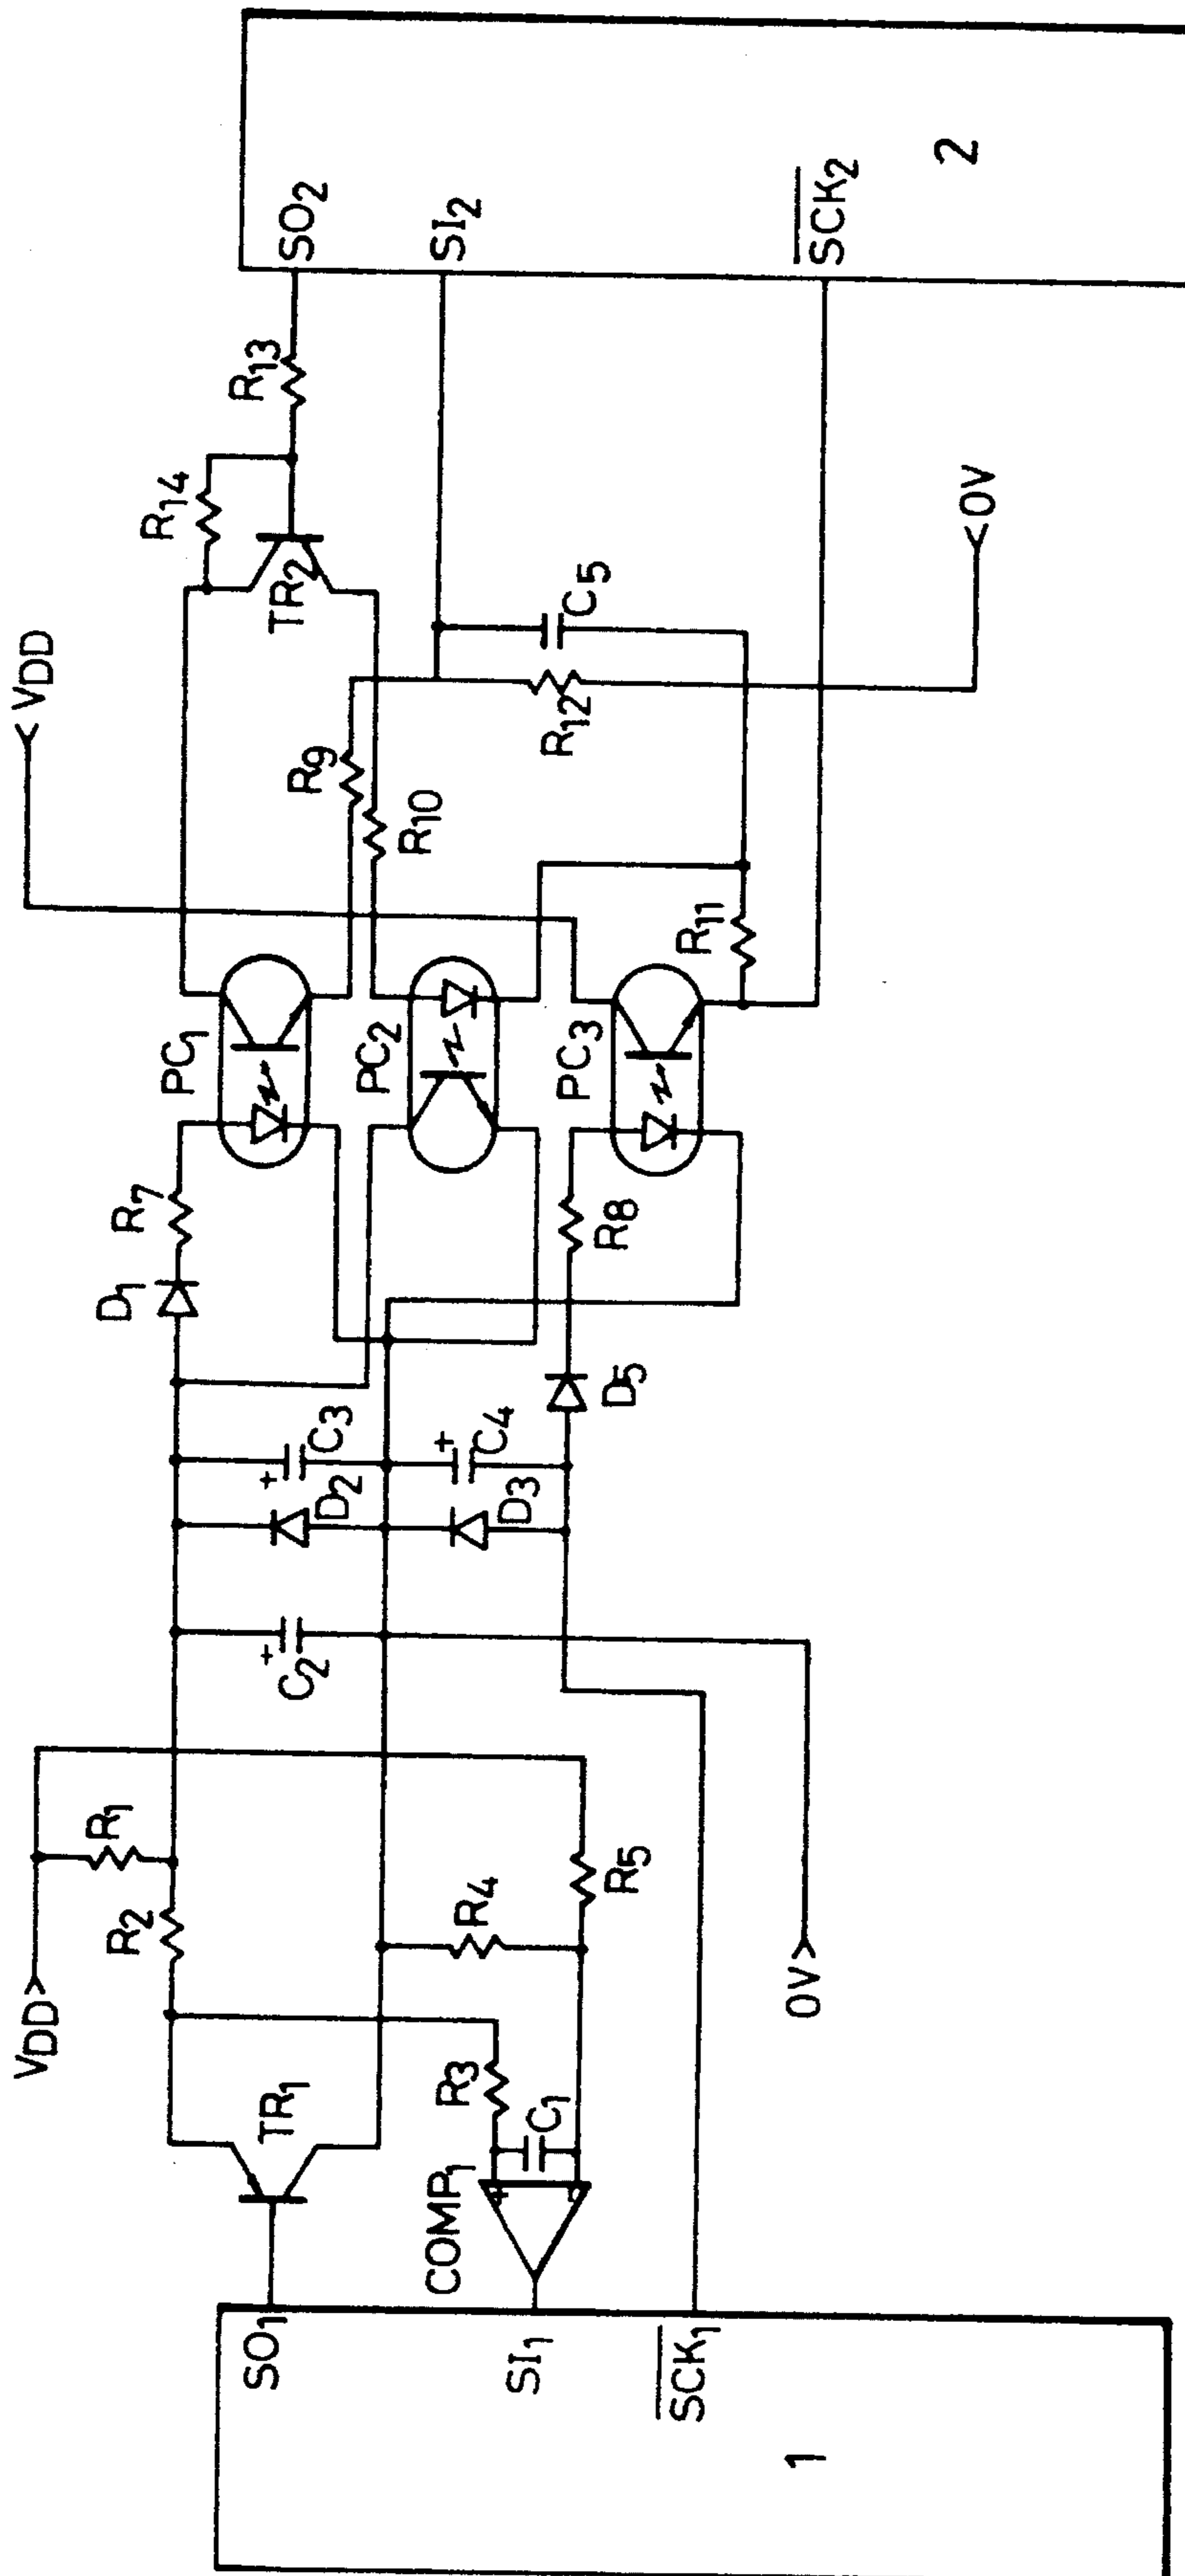 VDD>
R1
R2
TR1
SO1
COMP1
R3
C1
R4
R5
SI1
SCK1
1
0V>
C2
D2
C3
D3
C4
D1
R7
D5
R8
PC1
PC2
PC3
< VDD
R9
R10
R11
R12
C5
TR2
R14
R13
<0V
SO2
SI2
SCK2
2
+
+
+
+